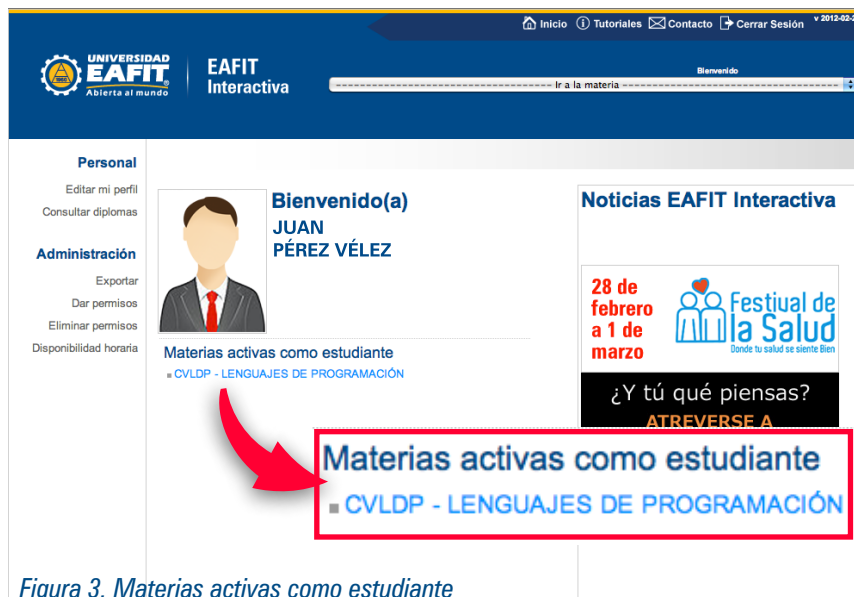 Inicio Tutoriales Contacto Cerrar Sesión v 2012-02-2
UNIVERSIDAD
EAFIT
Abierta al mundo
EAFIT
Interactiva
Bienvenido
Ir a la materia
Personal
Editar mi perfil
Consultar diplomas
Administración
Exportar
Dar permisos
Eliminar permisos
Disponibilidad horaria
Bienvenido(a)
JUAN
PÉREZ VÉLEZ
Materias activas como estudiante
CVLDP - LENGUAJES DE PROGRAMACIÓN
Noticias EAFIT Interactiva
28 de
febrero
a 1 de
marzo
Festival de
la Salud
Donde tu salud se siente Bien
¿Y tú qué piensas?
ATREVERSE A
Materias activas como estudiante
CVLDP - LENGUAJES DE PROGRAMACIÓN
Figura 3. Materias activas como estudiante